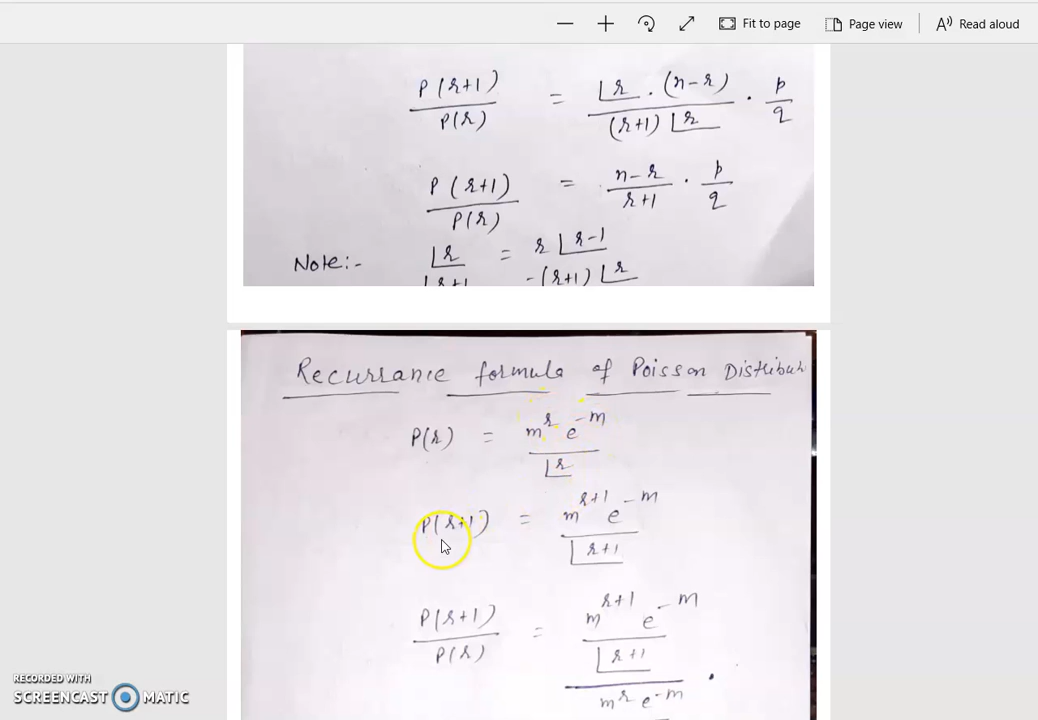 Fit to page Page view Read aloud
P(r+1) / P(r) = ⌊r . (n-r) / (r+1) ⌊r . p/q
P(r+1) / P(r) = n-r / r+1 . p/q
Note:- ⌊r = r ⌊r-1
⌊r+1 -(r+1) ⌊r
Recurrance formula of Poisson Distribut
P(r) = m^r e^-m / ⌊r
P(r+1) = m^r+1 e^-m / ⌊r+1
P(r+1) / P(r) = m^r+1 e^-m / ⌊r+1
m^r e^-m
RECORDED WITH
SCREENCAST MATIC